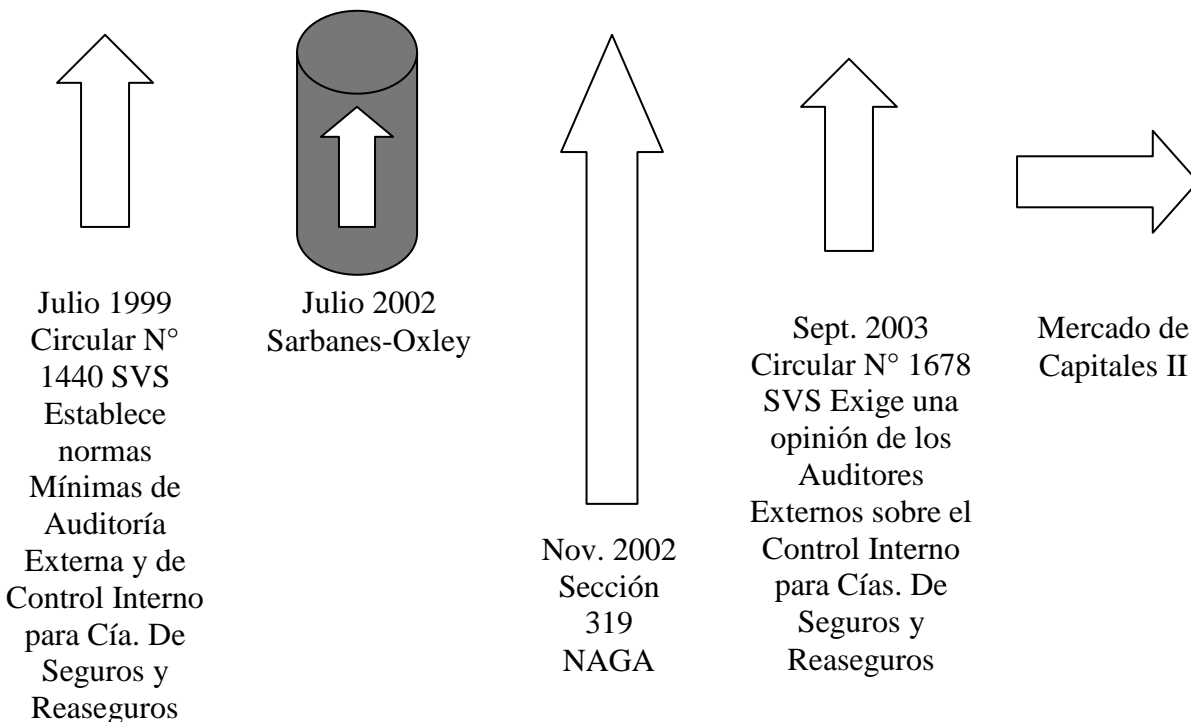 Julio 1999
Circular N°
1440 SVS
Establece
normas
Mínimas de
Auditoría
Externa y de
Control Interno
para Cía. De
Seguros y
Reaseguros
Julio 2002
Sarbanes-Oxley
Nov. 2002
Sección
319
NAGA
Sept. 2003
Circular N° 1678
SVS Exige una
opinión de los
Auditores
Externos sobre el
Control Interno
para Cías. De
Seguros y
Reaseguros
Mercado de
Capitales II